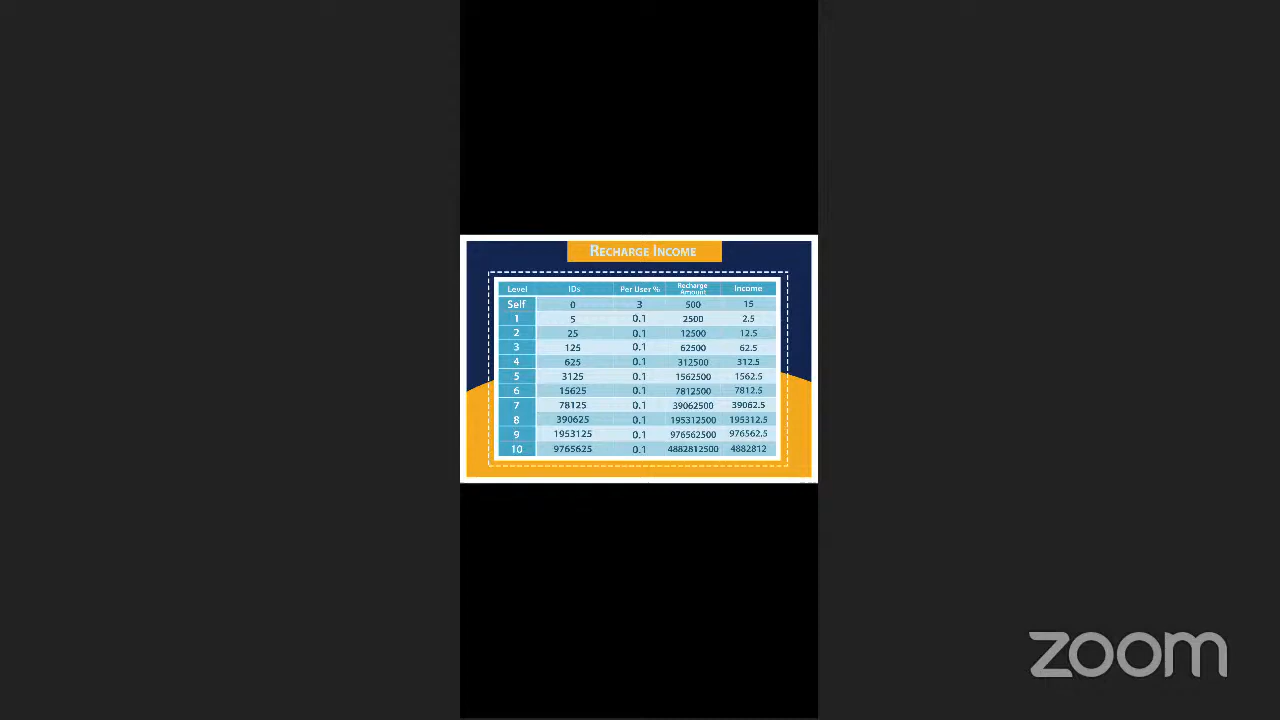 RECHARGE INCOME
Level IDs Per User % Recharge Amount Income
Self 0 3 500 15
1 5 0.1 2500 2.5
2 25 0.1 12500 12.5
3 125 0.1 62500 62.5
4 625 0.1 312500 312.5
5 3125 0.1 1562500 1562.5
6 15625 0.1 7812500 7812.5
7 78125 0.1 39062500 39062.5
8 390625 0.1 195312500 195312.5
9 1953125 0.1 976562500 976562.5
10 9765625 0.1 4882812500 4882812
zoom